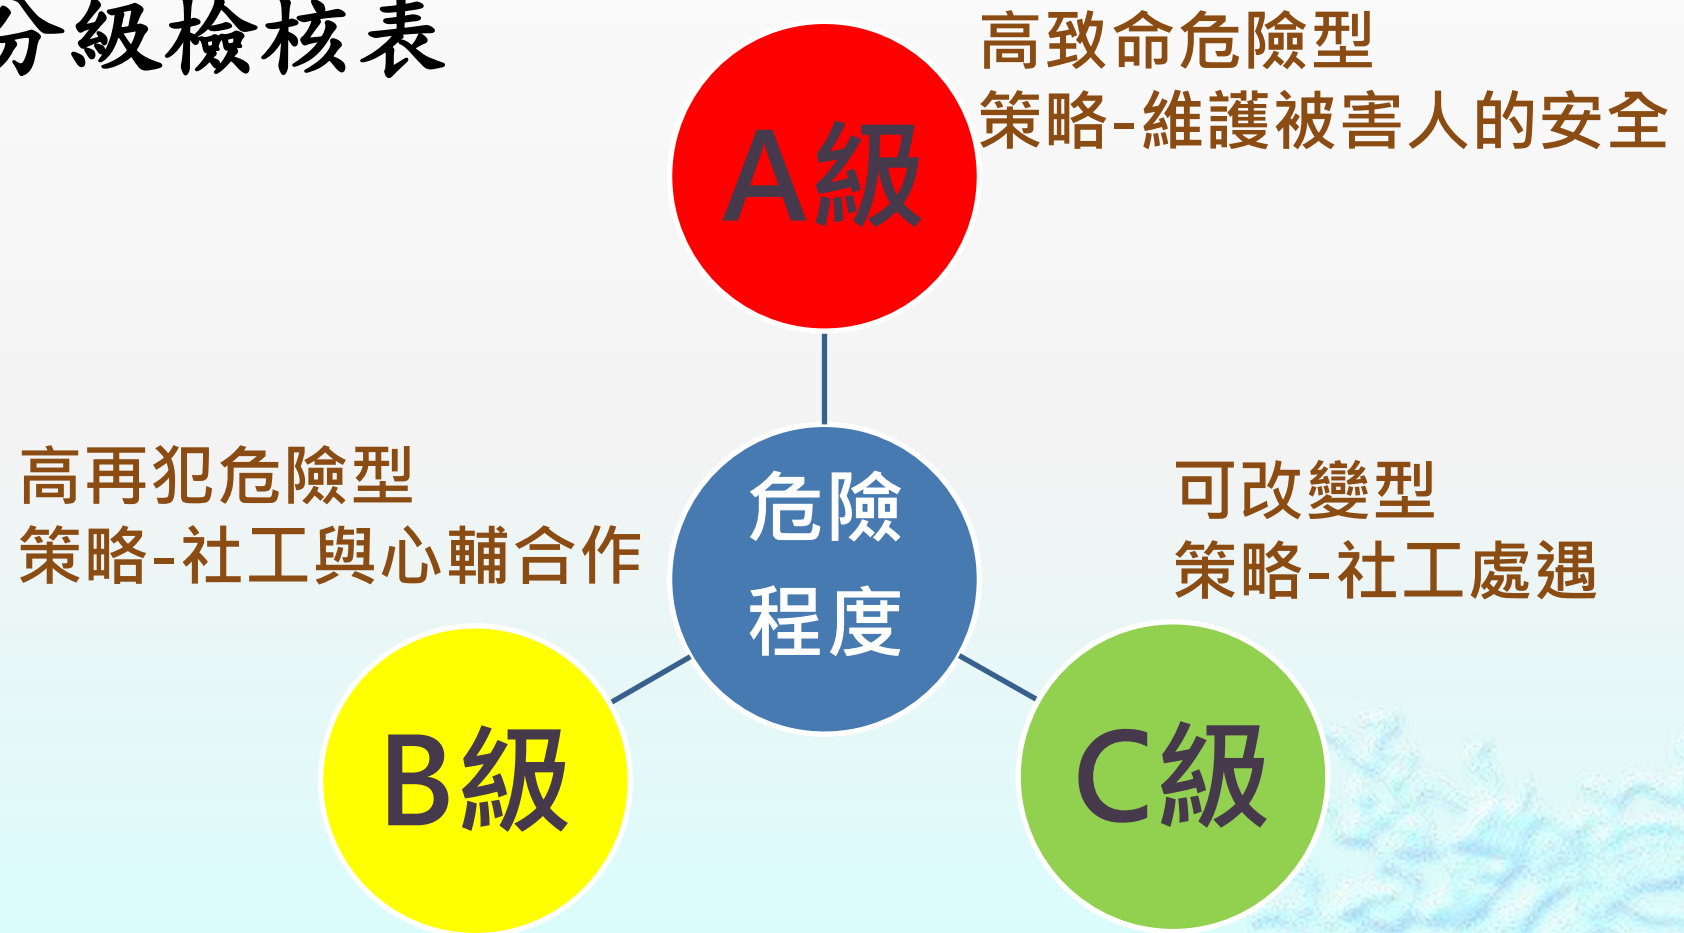 分級檢核表
高致命危險型
策略-維護被害人的安全
A級
高再犯危險型
策略-社工與心輔合作
危險
程度
可改變型
策略-社工處遇
B級
C級